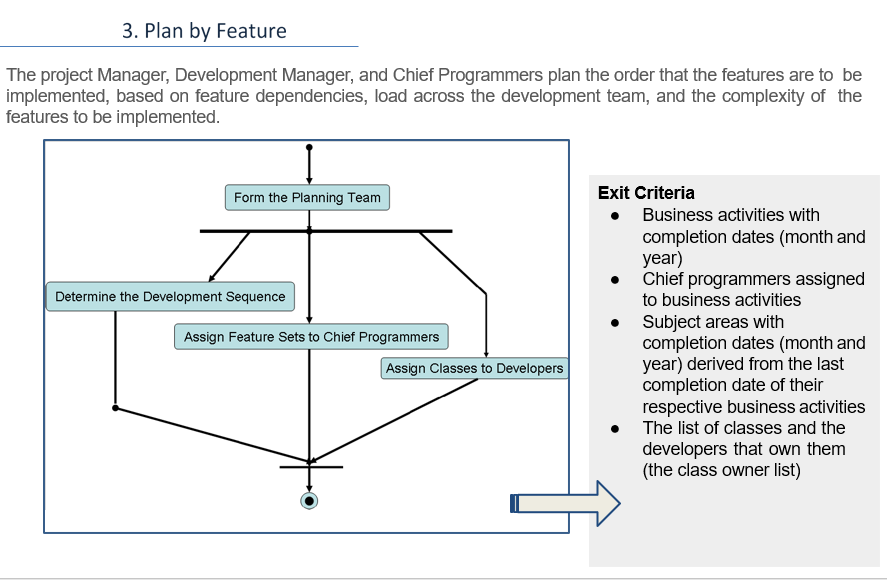 3. Plan by Feature
The project Manager, Development Manager, and Chief Programmers plan the order that the features are to be
implemented, based on feature dependencies, load across the development team, and the complexity of the
features to be implemented.
Form the Planning Team
Determine the Development Sequence
Assign Feature Sets to Chief Programmers
Assign Classes to Developers
Exit Criteria
● Business activities with
completion dates (month and
year)
● Chief programmers assigned
to business activities
● Subject areas with
completion dates (month and
year) derived from the last
completion date of their
respective business activities
● The list of classes and the
developers that own them
(the class owner list)